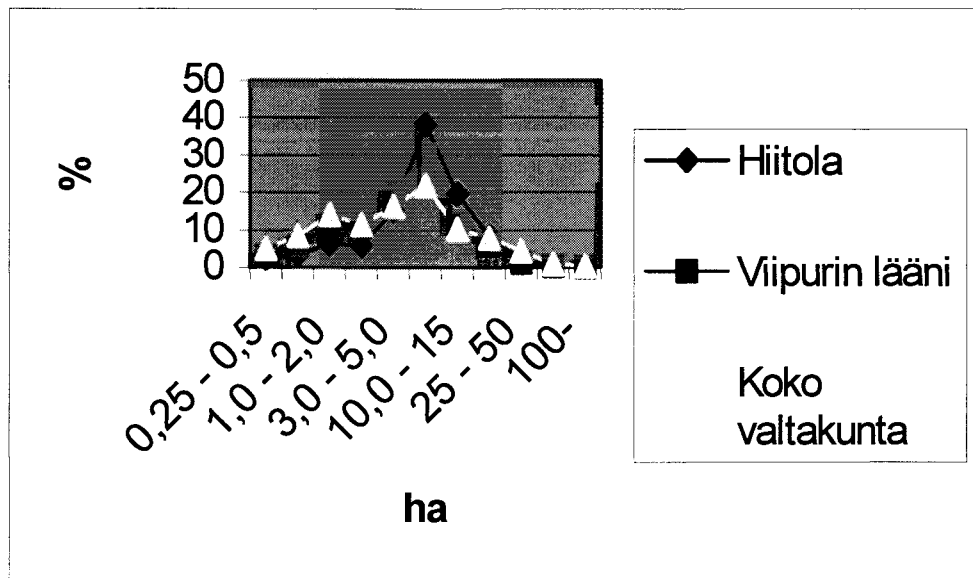 %
50
40
30
20
10
0
0,25 - 0,5
1,0 - 2,0
3,0 - 5,0
10,0 - 15
25 - 50
100-
ha
Hiitola
Viipurin lääni
Koko
valtakunta